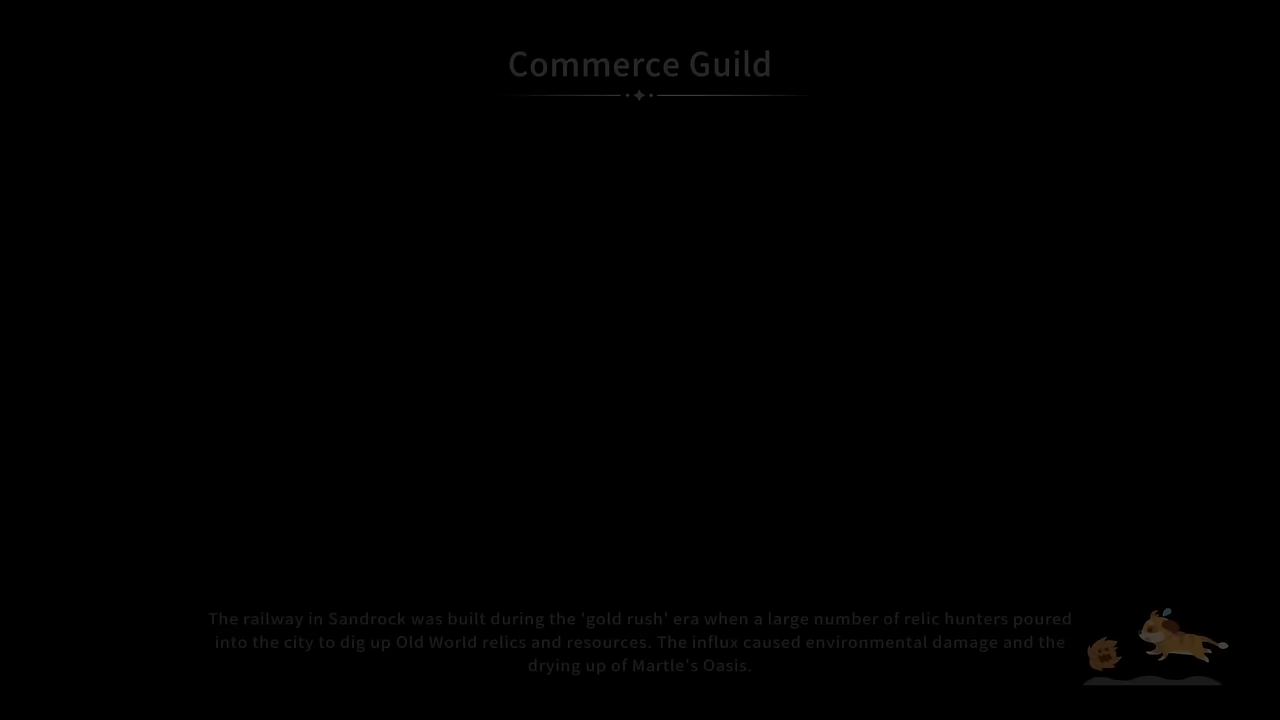 Commerce Guild
The railway in Sandrock was built during the 'gold rush' era when a large number of relic hunters poured
into the city to dig up Old World relics and resources. The influx caused environmental damage and the
drying up of Martle's Oasis.